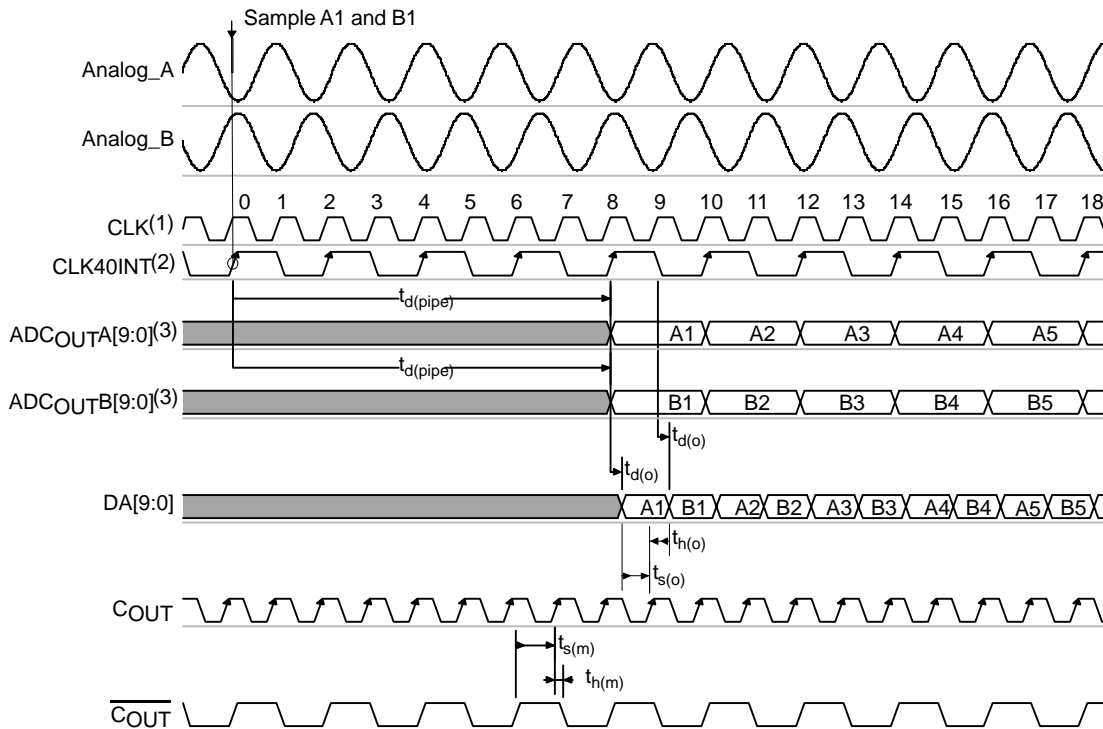 Sample A1 and B1
Analog_A
Analog_B
0 1 2 3 4 5 6 7 8 9 10 11 12 13 14 15 16 17 18
CLK(1)
CLK40INT(2)
td(pipe)
ADCOUTA[9:0](3) A1 A2 A3 A4 A5
td(pipe)
ADCOUTB[9:0](3) B1 B2 B3 B4 B5
td(o)
td(o)
DA[9:0] A1 B1 A2 B2 A3 B3 A4 B4 A5 B5
th(o)
ts(o)
COUT
ts(m)
th(m)
COUT